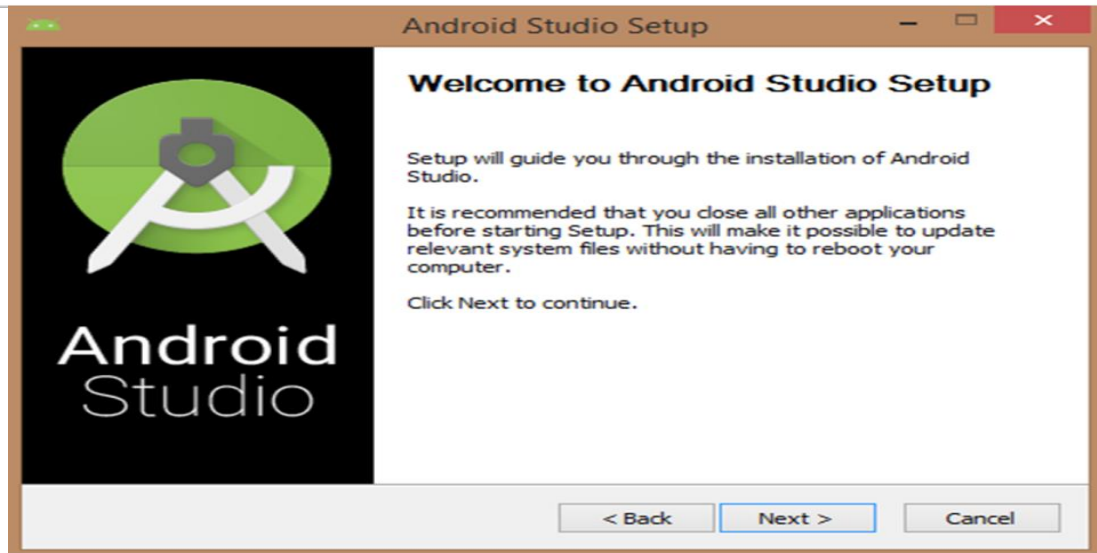 Android Studio Setup
Welcome to Android Studio Setup
Setup will guide you through the installation of Android
Studio.
It is recommended that you close all other applications
before starting Setup. This will make it possible to update
relevant system files without having to reboot your
computer.
Click Next to continue.
Android
Studio
< Back
Next >
Cancel